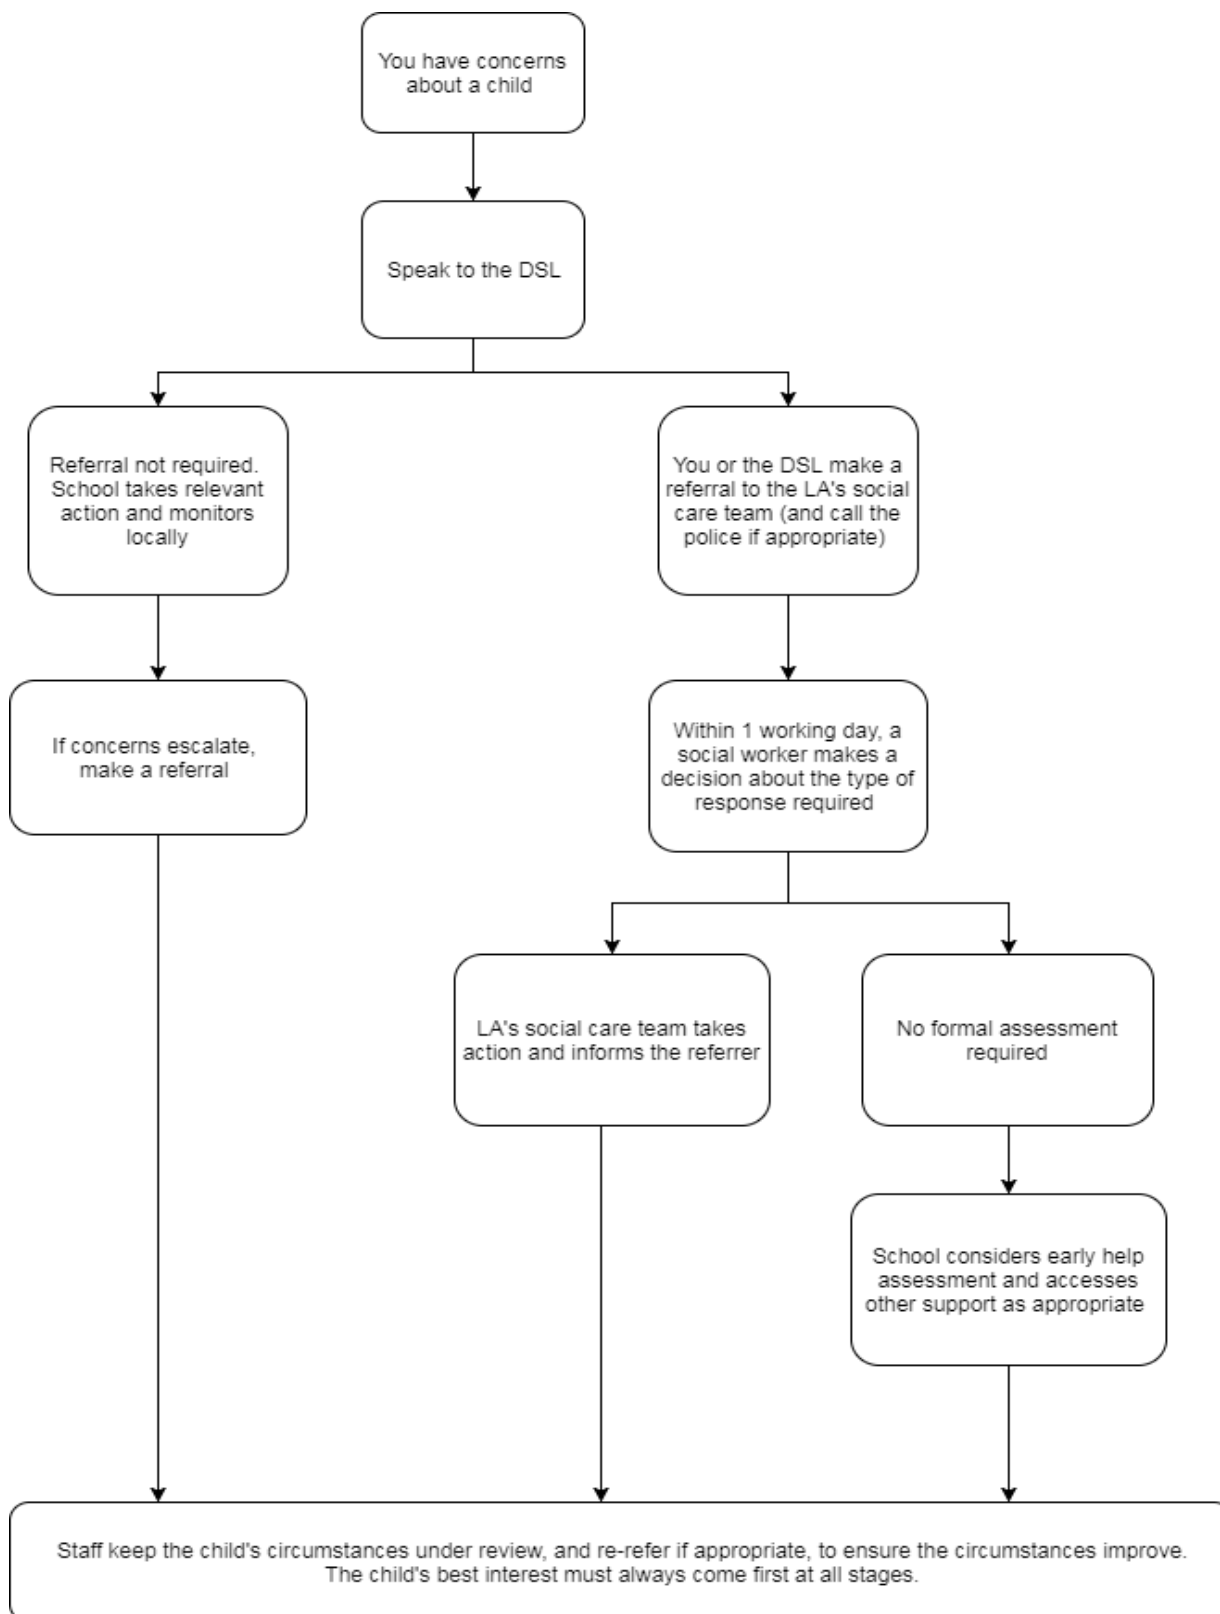 You have concerns
about a child
Speak to the DSL
Referral not required.
School takes relevant
action and monitors
locally
You or the DSL make a
referral to the LA's social
care team (and call the
police if appropriate)
If concerns escalate,
make a referral
Within 1 working day, a
social worker makes a
decision about the type of
response required
LA's social care team takes
action and informs the referrer
No formal assessment
required
School considers early help
assessment and accesses
other support as appropriate
Staff keep the child's circumstances under review, and re-refer if appropriate, to ensure the circumstances improve.
The child's best interest must always come first at all stages.